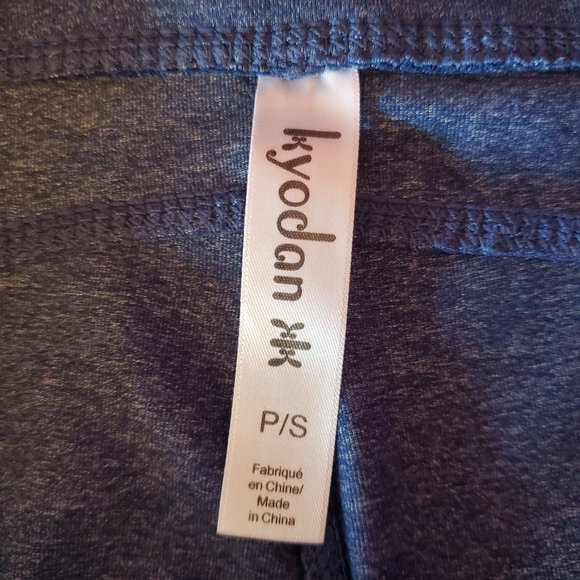 kyodan
P/S
Fabriqué
en Chine/
Made
in China